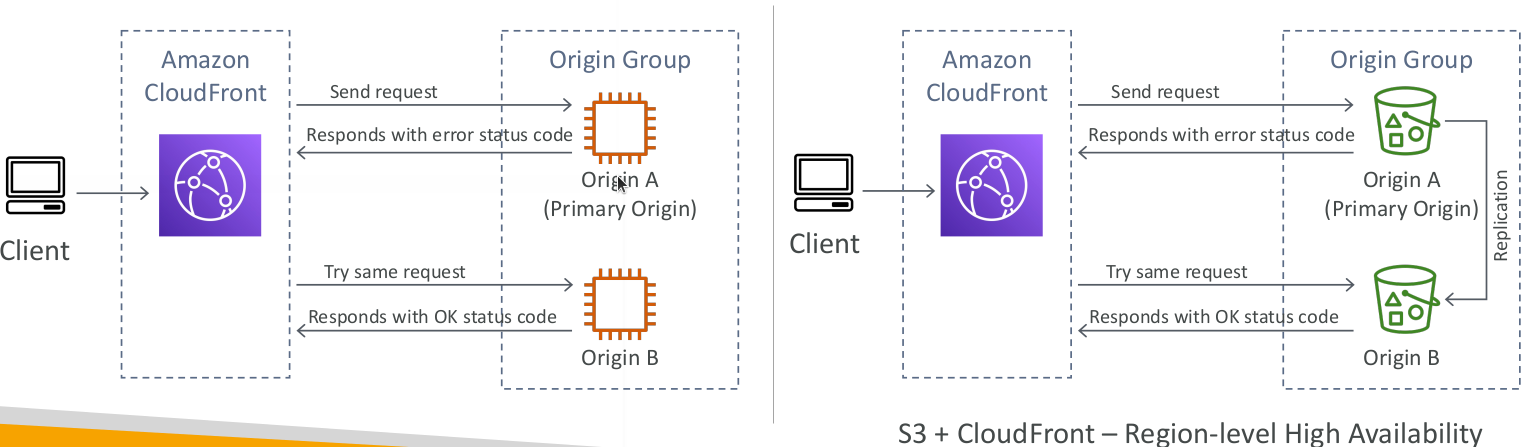 Amazon
CloudFront
Origin Group
Send request
Responds with error status code
Origin A
(Primary Origin)
Client
Try same request
Responds with OK status code
Origin B
Amazon
CloudFront
Origin Group
Send request
Responds with error status code
Origin A
(Primary Origin)
Replication
Client
Try same request
Responds with OK status code
Origin B
S3 + CloudFront – Region-level High Availability